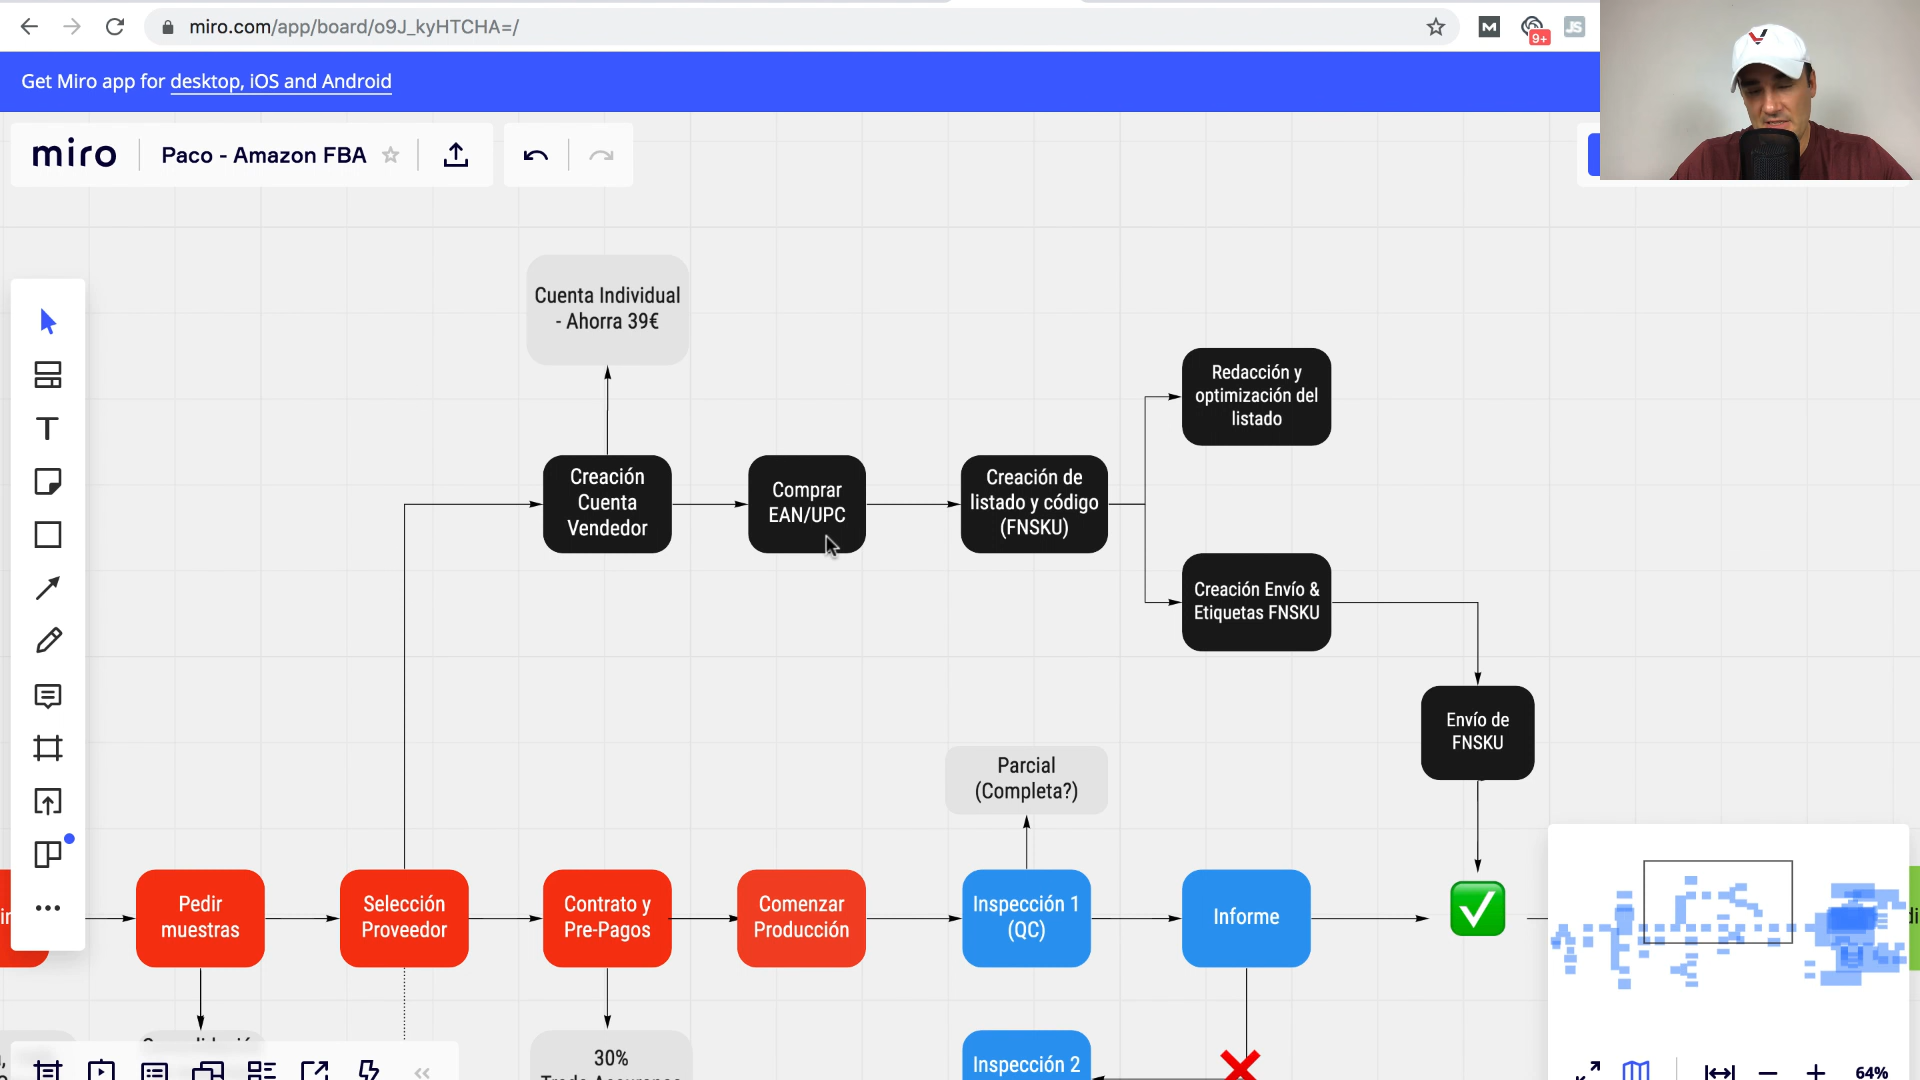 miro.com/app/board/o9J_kyHTCHA=/
9+
JS
Get Miro app for desktop, iOS and Android
miro
Paco - Amazon FBA
Cuenta Individual
- Ahorra 39€
Redacción y
optimización del
listado
Creación
Cuenta
Vendedor
Comprar
EAN/UPC
Creación de
listado y código
(FNSKU)
Creación Envío &
Etiquetas FNSKU
Envío de
FNSKU
Parcial
(Completa?)
Pedir
muestras
Selección
Proveedor
Contrato y
Pre-Pagos
Comenzar
Producción
Inspección 1
(QC)
Informe
30%
Inspección 2
64%